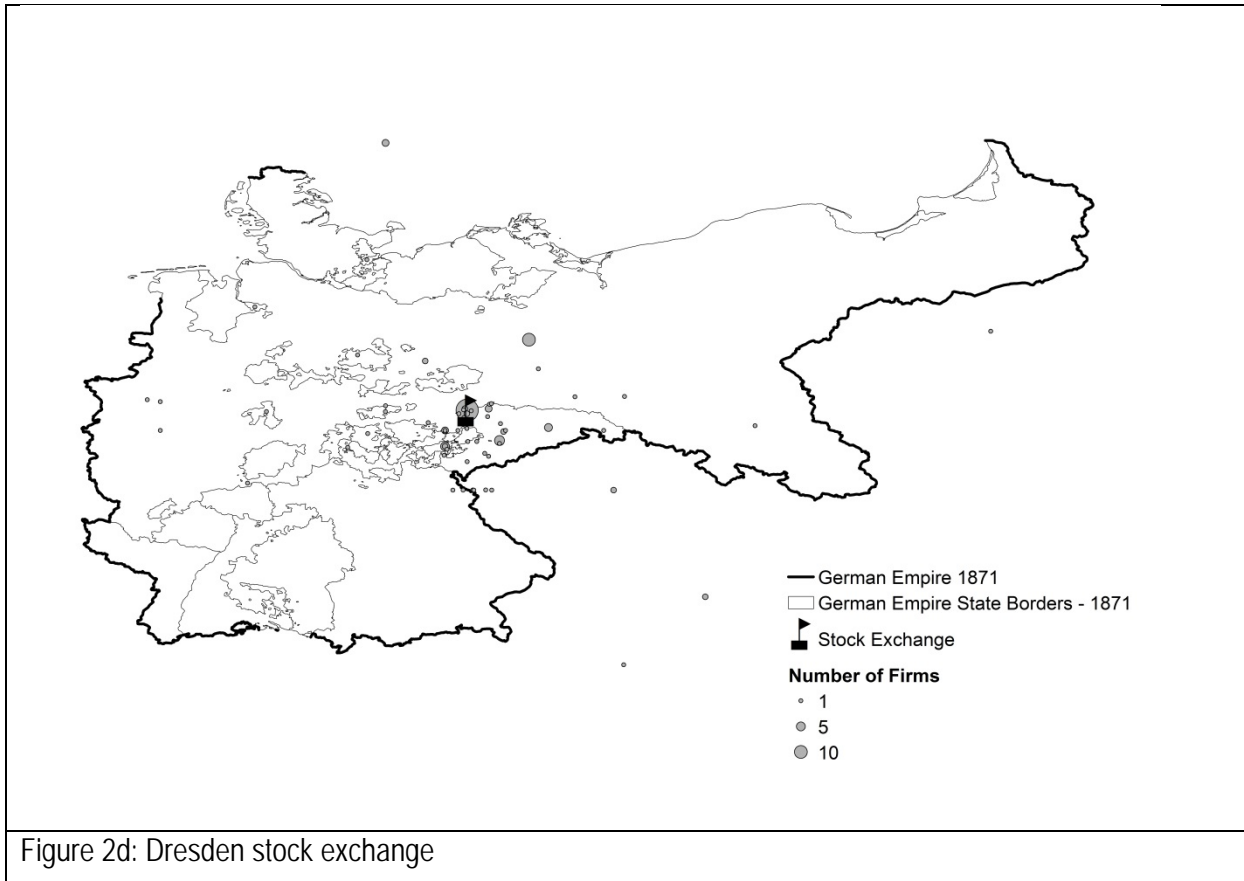 German Empire 1871
German Empire State Borders - 1871
Stock Exchange
Number of Firms
1
5
10
Figure 2d: Dresden stock exchange